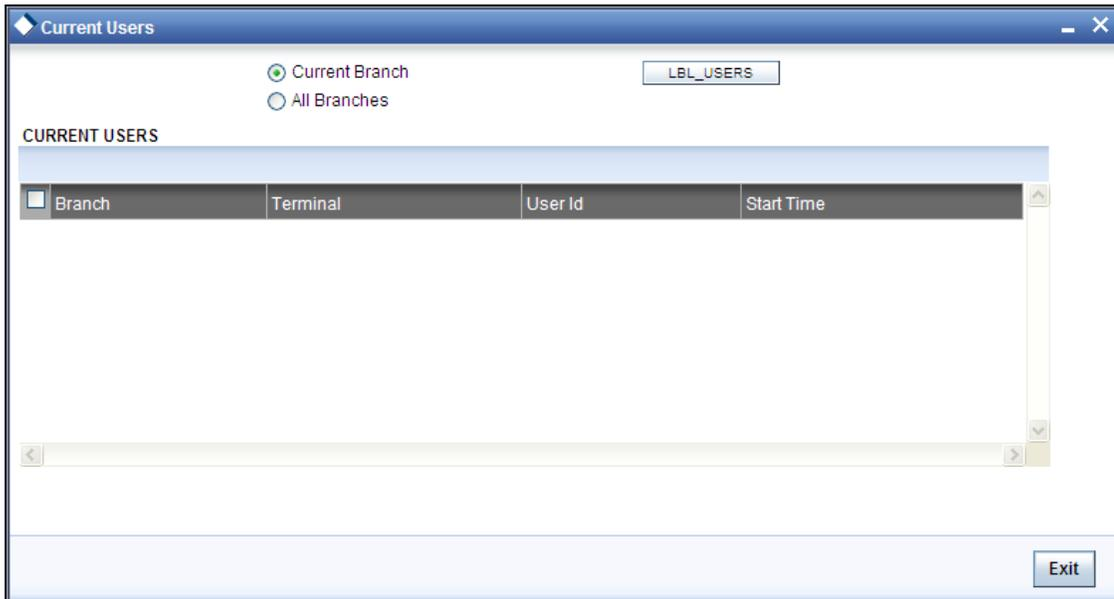 Current Users
Current Branch LBL_USERS
All Branches
CURRENT USERS
Branch Terminal User Id Start Time
Exit